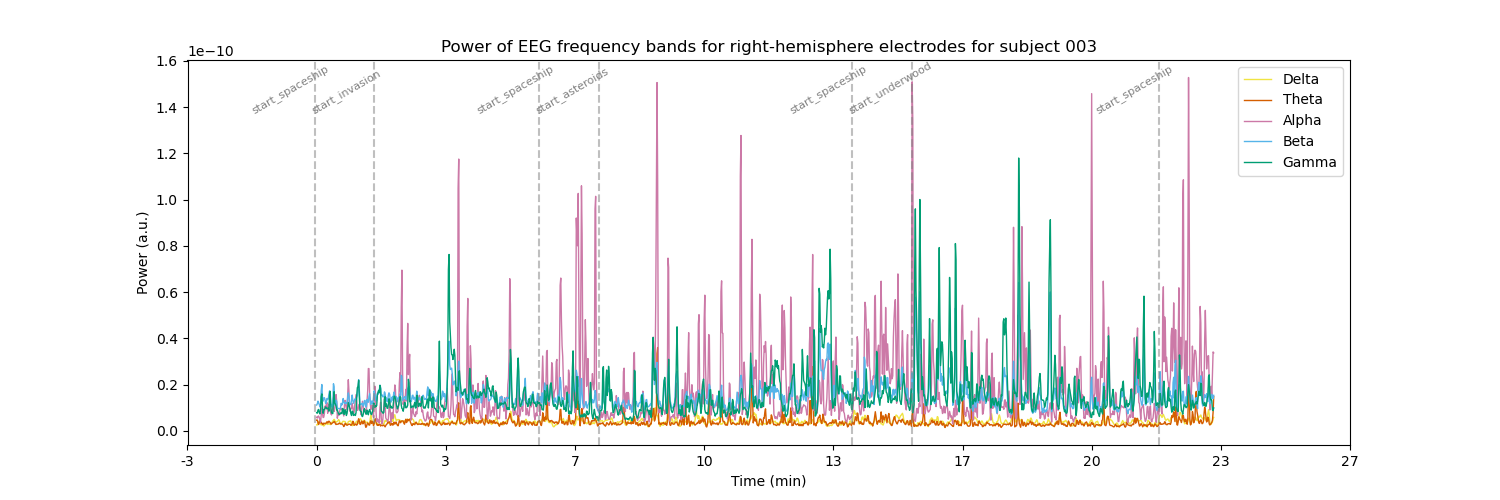 Power of EEG frequency bands for right-hemisphere electrodes for subject 003
1e−10
1.6
1.4
1.2
1.0
0.8
0.6
0.4
0.2
0.0
Power (a.u.)
start_spaceship
start_invasion
start_spaceship
start_asteroids
start_spaceship
start_underwood
start_spaceship
Delta
Theta
Alpha
Beta
Gamma
-3 0 3 7 10 13 17 20 23 27
Time (min)